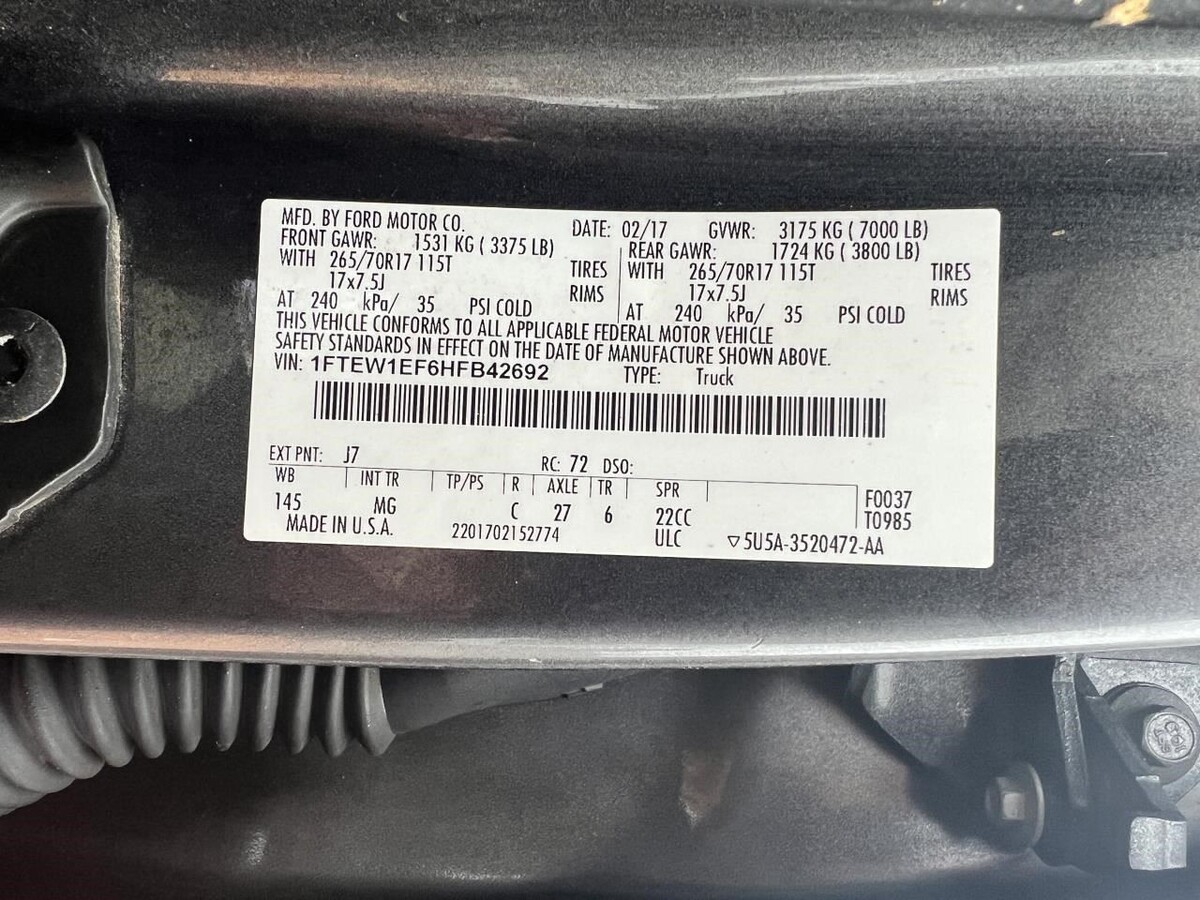 MFD. BY FORD MOTOR CO. DATE: 02/17 GVWR: 3175 KG ( 7000 LB)
FRONT GAWR: 1531 KG ( 3375 LB) REAR GAWR: 1724 KG ( 3800 LB)
WITH 265/70R17 115T TIRES WITH 265/70R17 115T TIRES
17x7.5J RIMS 17x7.5J RIMS
AT 240 kPa/ 35 PSI COLD AT 240 kPa/ 35 PSI COLD
THIS VEHICLE CONFORMS TO ALL APPLICABLE FEDERAL MOTOR VEHICLE
SAFETY STANDARDS IN EFFECT ON THE DATE OF MANUFACTURE SHOWN ABOVE.
VIN: 1FTEW1EF6HFB42692 TYPE: Truck
EXT PNT: J7 RC: 72 DSO:
WB INT TR TP/PS R AXLE TR SPR F0037
145 MG C 27 6 22CC T0985
MADE IN U.S.A. 2201702152774 ULC ▽5U5A-3520472-AA